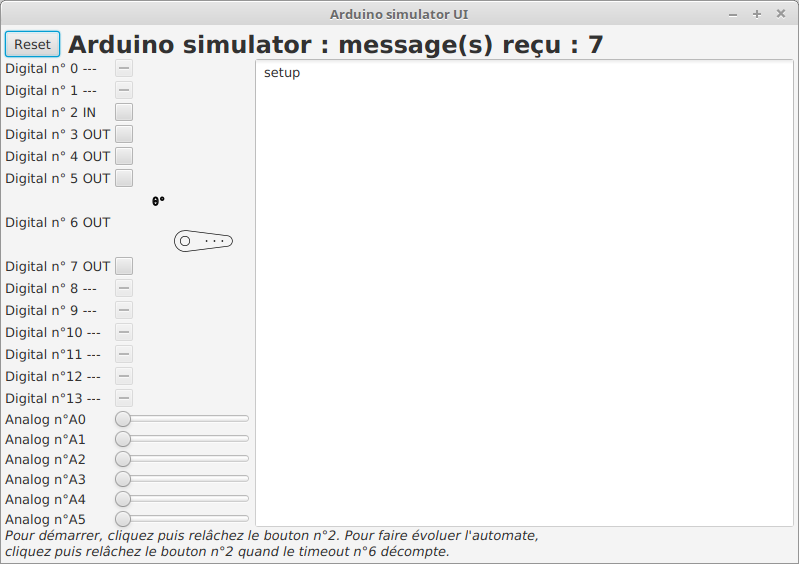 Arduino simulator UI
Reset Arduino simulator : message(s) reçu : 7
Digital n° 0 ---
setup
Digital n° 1 ---
Digital n° 2 IN
Digital n° 3 OUT
Digital n° 4 OUT
Digital n° 5 OUT
0°
Digital n° 6 OUT
Digital n° 7 OUT
Digital n° 8 ---
Digital n° 9 ---
Digital n°10 ---
Digital n°11 ---
Digital n°12 ---
Digital n°13 ---
Analog n°A0
Analog n°A1
Analog n°A2
Analog n°A3
Analog n°A4
Analog n°A5
Pour démarrer, cliquez puis relâchez le bouton n°2. Pour faire évoluer l'automate,
cliquez puis relâchez le bouton n°2 quand le timeout n°6 décompte.